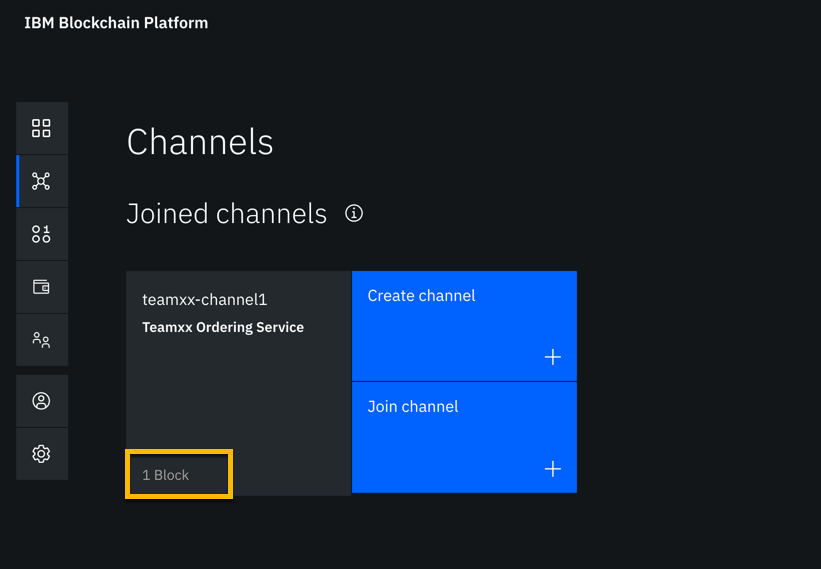 IBM Blockchain Platform
Channels
Joined channels
teamxx-channel1
Teamxx Ordering Service
1 Block
Create channel
Join channel